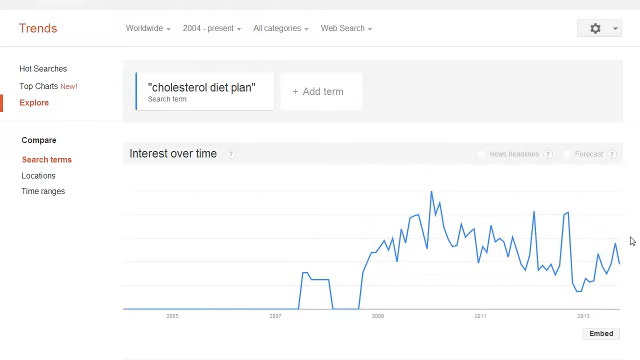 Trends
Worldwide 2004 - present All categories Web Search
Hot Searches
Top Charts New!
Explore
Compare
Search terms
Locations
Time ranges
"cholesterol diet plan"
Search term
+ Add term
Interest over time ?
News headlines ? Forecast ?
2005 2007 2009 2011 2013
Embed